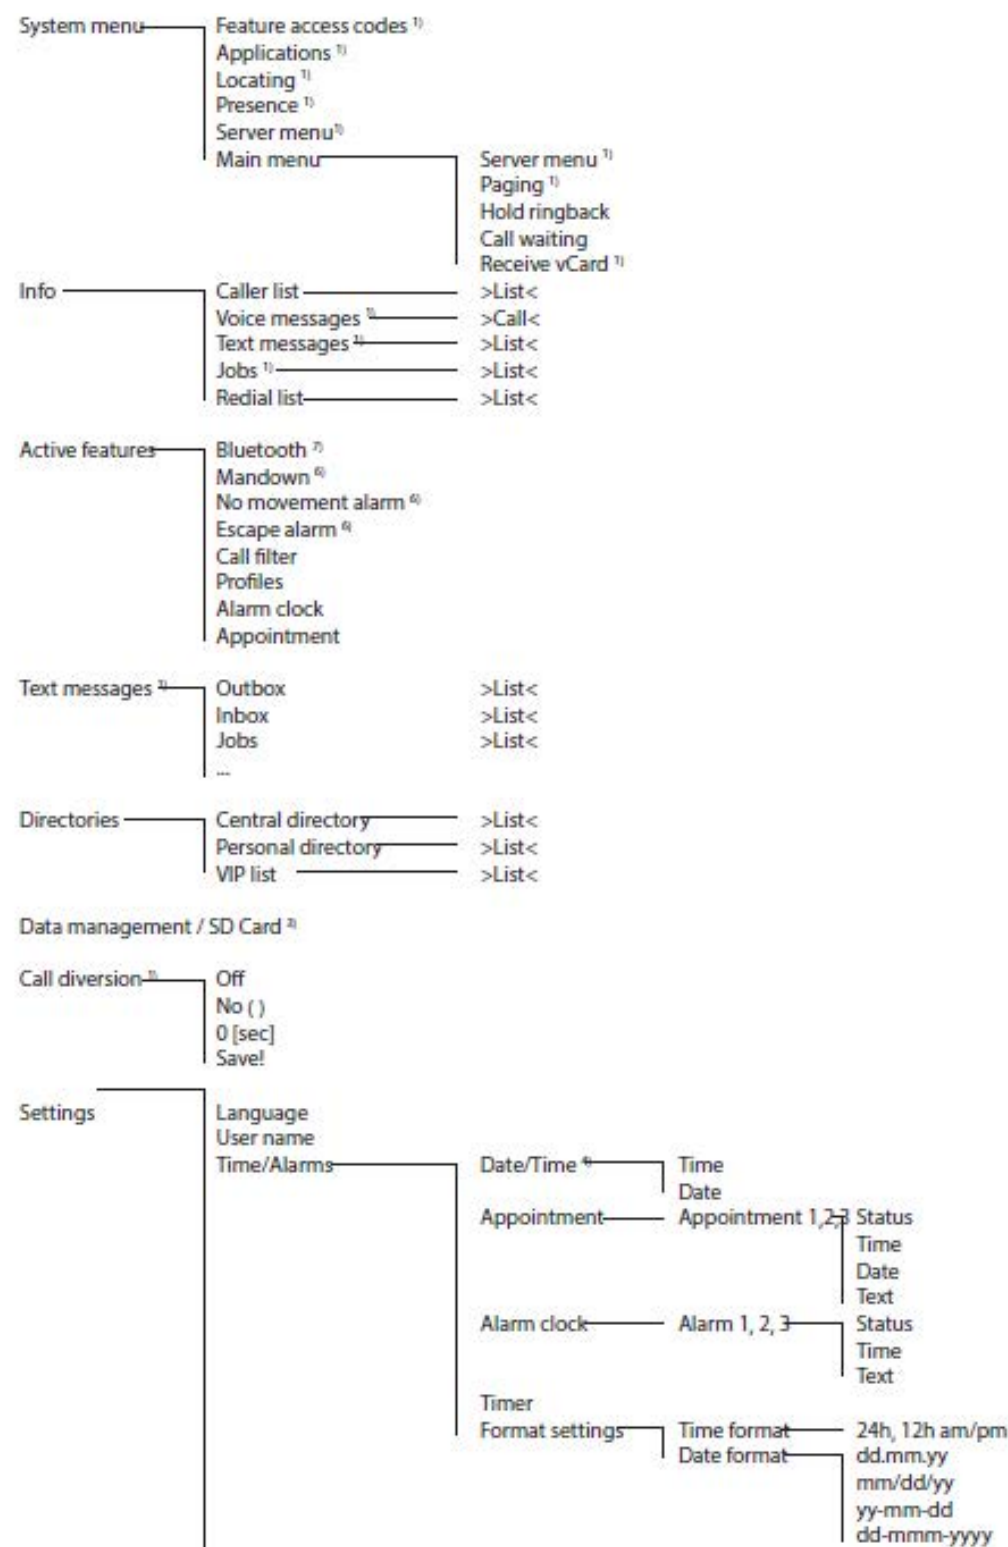 System menu Feature access codes 1)
Applications 1)
Locating 1)
Presence 1)
Server menu1)
Main menu Server menu 1)
Paging 1)
Hold ringback
Call waiting
Receive vCard 1)
Info Caller list >List<
Voice messages 1) >Call<
Text messages 1) >List<
Jobs 1) >List<
Redial list >List<
Active features Bluetooth 7)
Mandown 6)
No movement alarm 6)
Escape alarm 6)
Call filter
Profiles
Alarm clock
Appointment
Text messages 1) Outbox >List<
Inbox >List<
Jobs >List<
...
Directories Central directory >List<
Personal directory >List<
VIP list >List<
Data management / SD Card
Call diversion 1) Off
No ( )
0 [sec]
Save!
Settings Language
User name
Time/Alarms Date/Time Time
Date
Appointment Appointment 1,2,3 Status
Time
Date
Text
Alarm clock Alarm 1, 2, 3 Status
Time
Text
Timer
Format settings Time format 24h, 12h am/pm
Date format dd.mm.yy
mm/dd/yy
yy-mm-dd
dd-mmm-yyyy